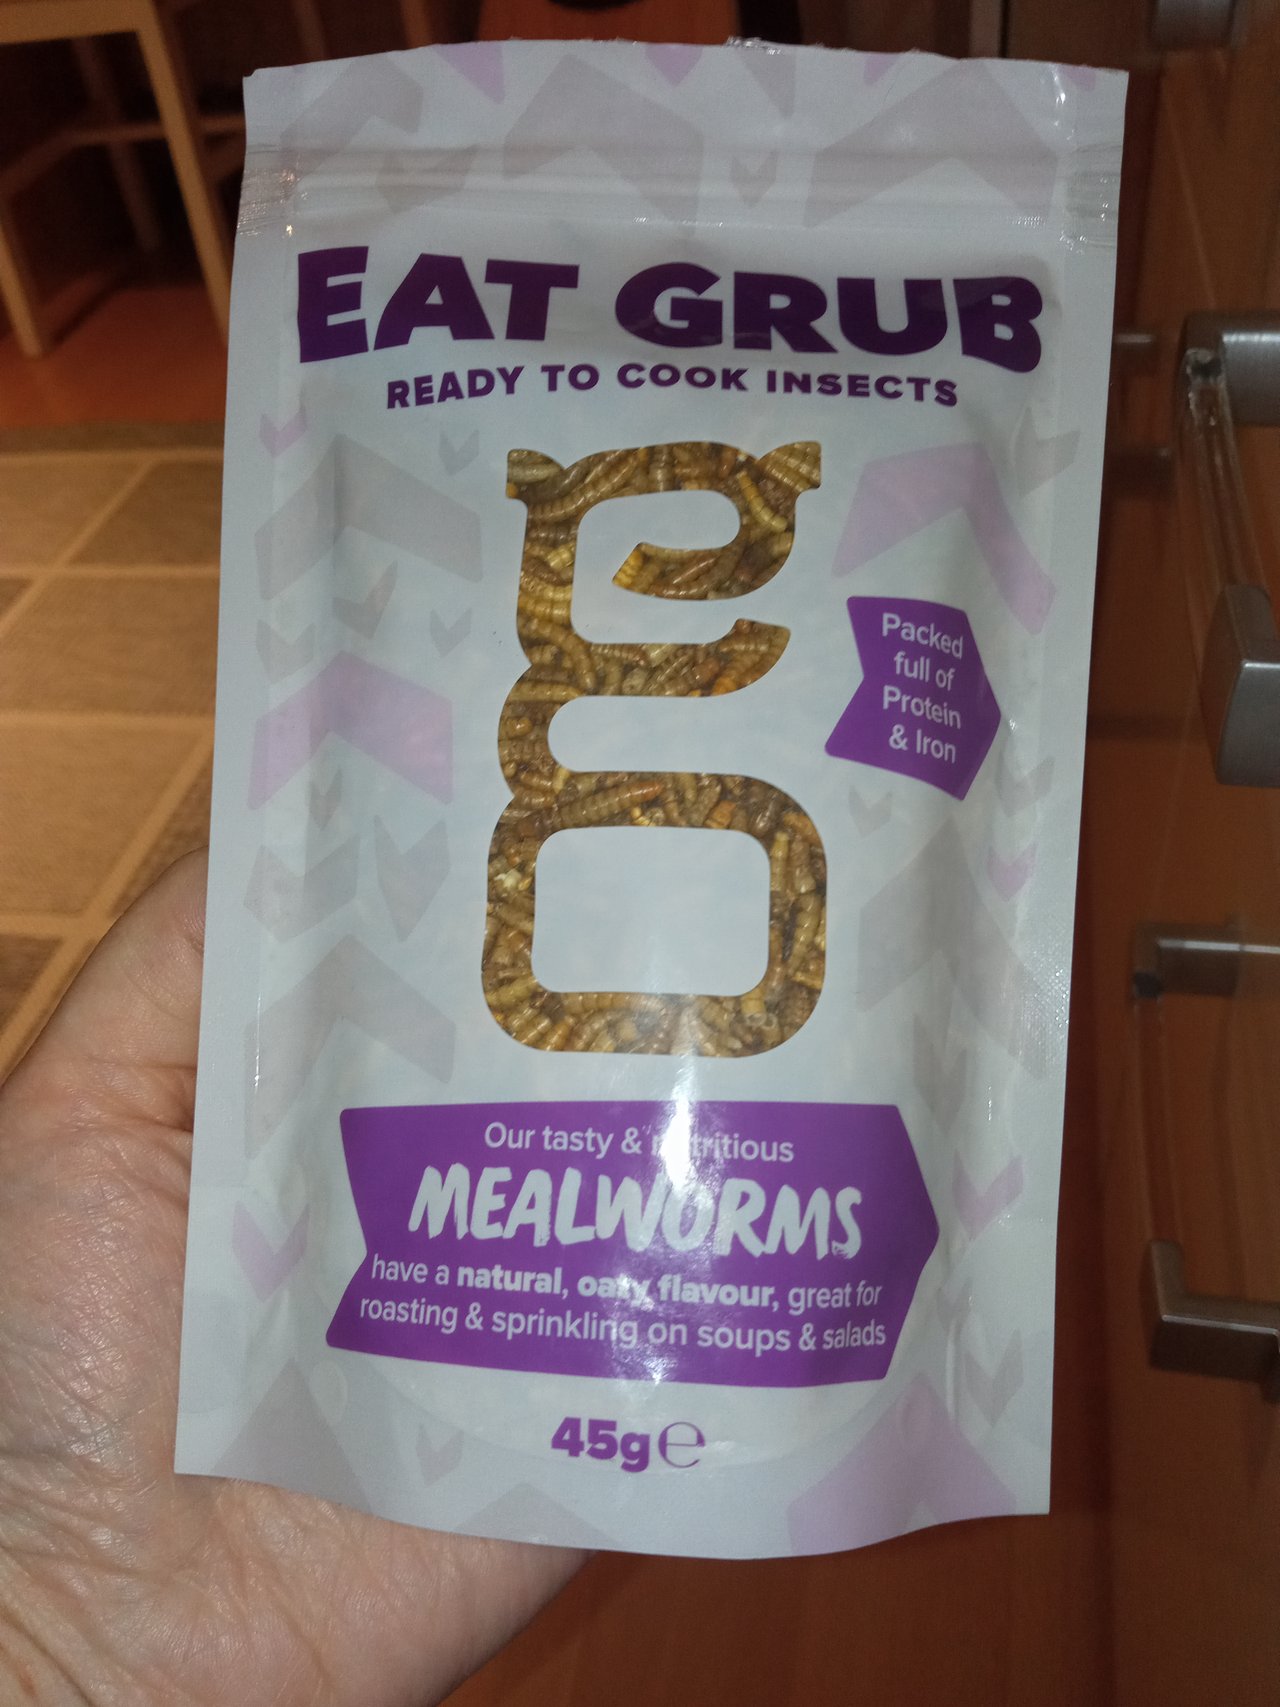 EAT GRUB
READY TO COOK INSECTS
Packed
full of
Protein
& Iron
Our tasty & nutritious
MEALWORMS
have a natural, oaty flavour, great for
roasting & sprinkling on soups & salads
45g℮